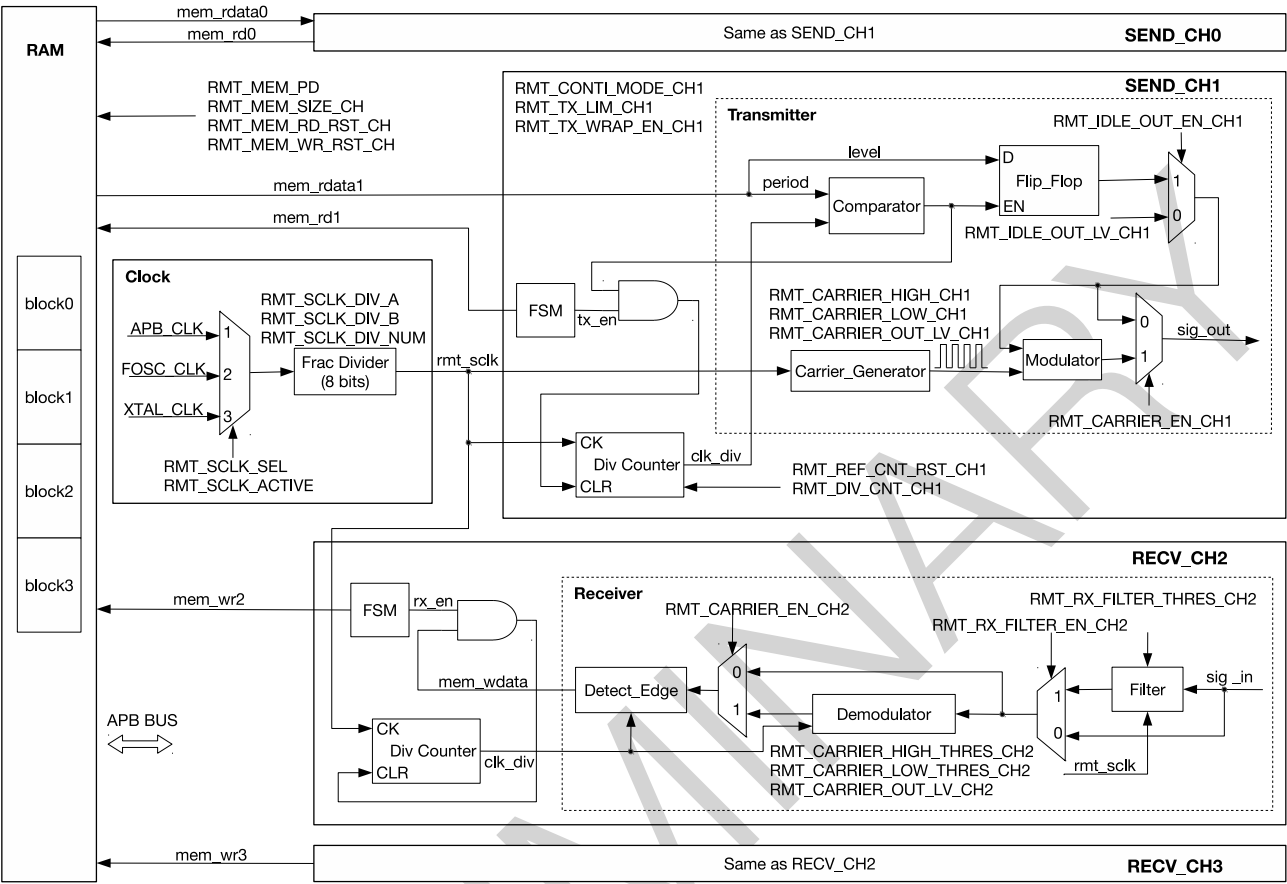 mem_rdata0
mem_rd0
Same as SEND_CH1
SEND_CH0
RAM
RMT_MEM_PD
RMT_MEM_SIZE_CH
RMT_MEM_RD_RST_CH
RMT_MEM_WR_RST_CH
RMT_CONTI_MODE_CH1
RMT_TX_LIM_CH1
RMT_TX_WRAP_EN_CH1
SEND_CH1
Transmitter
RMT_IDLE_OUT_EN_CH1
level
D
Flip_Flop
EN
1
0
mem_rdata1
period
Comparator
RMT_IDLE_OUT_LV_CH1
mem_rd1
Clock
RMT_SCLK_DIV_A
RMT_SCLK_DIV_B
RMT_SCLK_DIV_NUM
APB_CLK
1
FOSC_CLK
2
XTAL_CLK
3
Frac Divider
(8 bits)
rmt_sclk
RMT_SCLK_SEL
RMT_SCLK_ACTIVE
FSM
tx_en
RMT_CARRIER_HIGH_CH1
RMT_CARRIER_LOW_CH1
RMT_CARRIER_OUT_LV_CH1
Carrier_Generator
Modulator
0
1
sig_out
RMT_CARRIER_EN_CH1
CK
Div Counter
CLR
clk_div
RMT_REF_CNT_RST_CH1
RMT_DIV_CNT_CH1
block0
block1
block2
block3
RECV_CH2
mem_wr2
FSM
rx_en
Receiver
RMT_CARRIER_EN_CH2
RMT_RX_FILTER_THRES_CH2
RMT_RX_FILTER_EN_CH2
mem_wdata
Detect_Edge
0
1
Demodulator
1
0
Filter
sig _in
rmt_sclk
CK
Div Counter
CLR
clk_div
RMT_CARRIER_HIGH_THRES_CH2
RMT_CARRIER_LOW_THRES_CH2
RMT_CARRIER_OUT_LV_CH2
APB BUS
mem_wr3
Same as RECV_CH2
RECV_CH3
MINARY